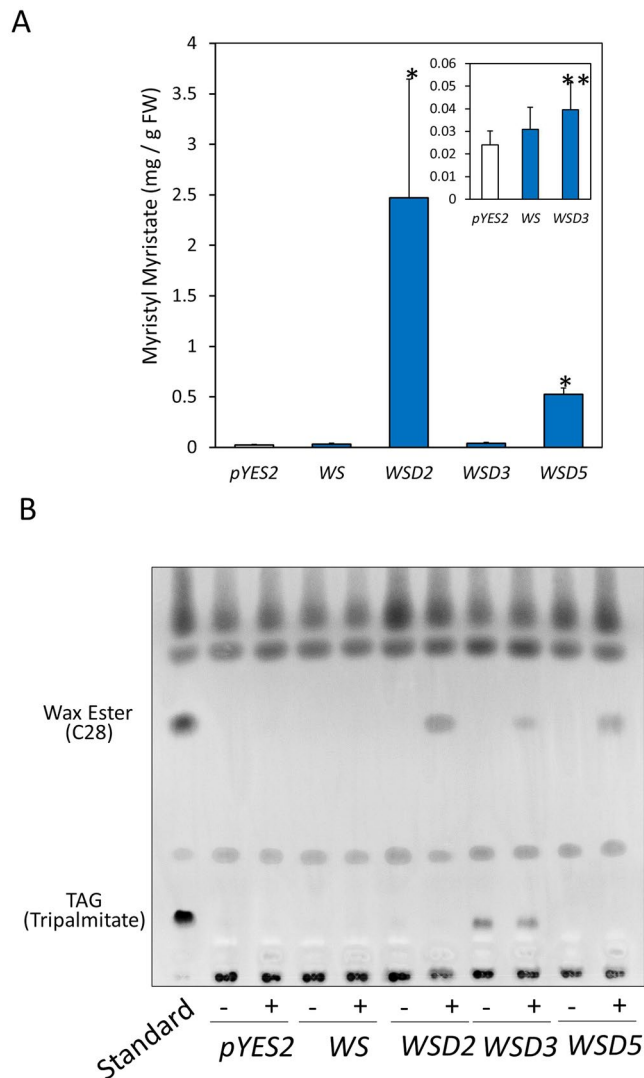 A
Myristyl Myristate (mg / g FW)
4
3.5
3
2.5
2
1.5
1
0.5
0
*
*
pYES2 WS WSD2 WSD3 WSD5
0.06
0.05
0.04
0.03
0.02
0.01
0
**
pYES2 WS WSD3
B
Wax Ester
(C28)
TAG
(Tripalmitate)
Standard
- + - + - + - + - +
pYES2 WS WSD2 WSD3 WSD5